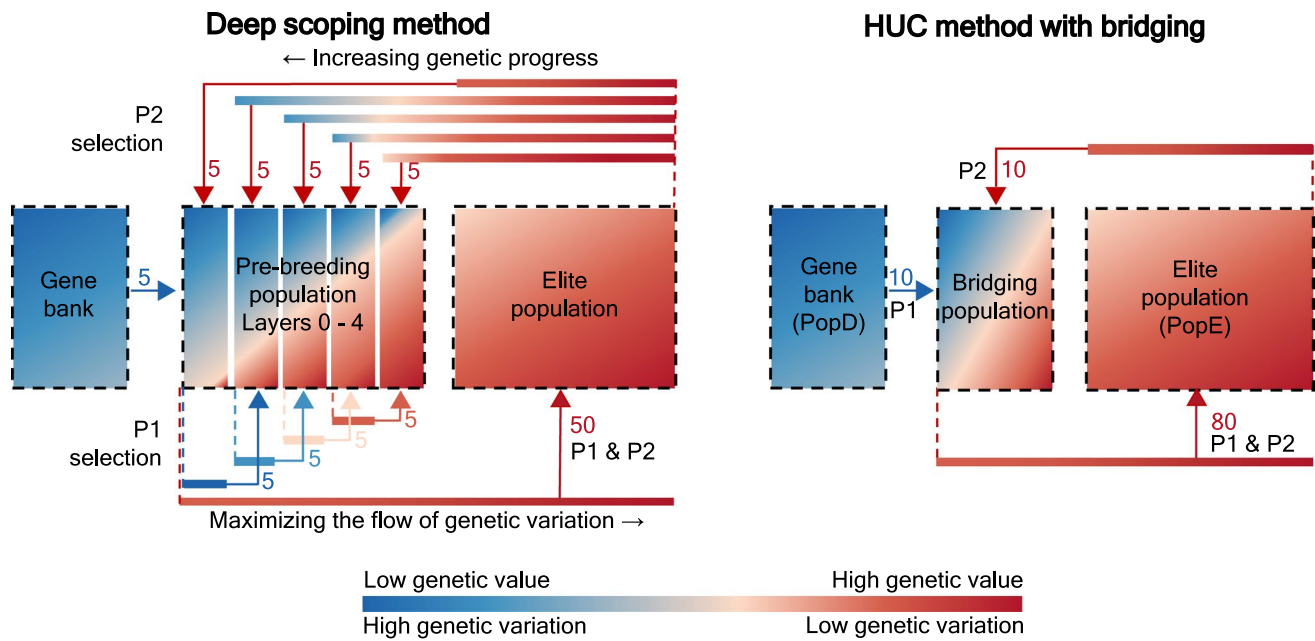 Deep scoping method
← Increasing genetic progress
P2
selection
5 5 5 5 5
Gene
bank
5
Pre-breeding
population
Layers 0 - 4
Elite
population
P1
selection
5
5
5
5
50
P1 & P2
Maximizing the flow of genetic variation →
HUC method with bridging
P2 10
Gene
bank
(PopD)
10
P1
Bridging
population
Elite
population
(PopE)
80
P1 & P2
Low genetic value
High genetic value
High genetic variation
Low genetic variation